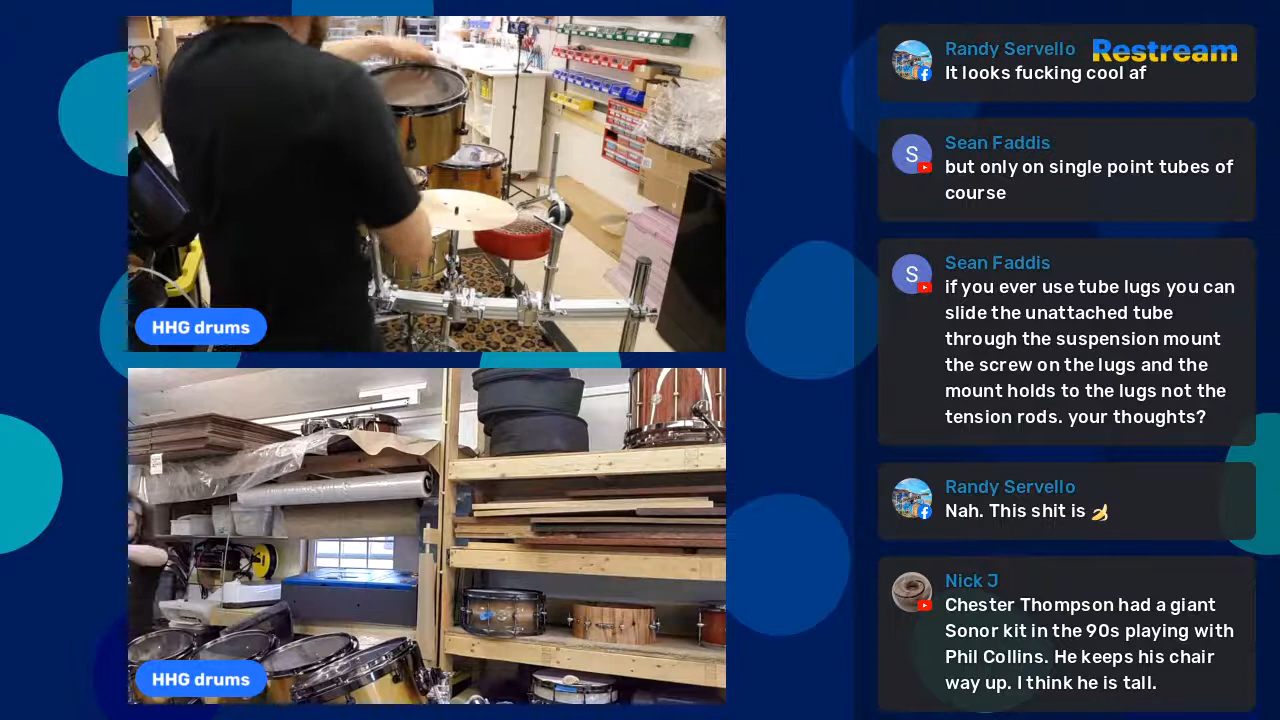 HHG drums
HHG drums
Restream
Randy Servello
It looks fucking cool af
S
Sean Faddis
but only on single point tubes of
course
S
Sean Faddis
if you ever use tube lugs you can
slide the unattached tube
through the suspension mount
the screw on the lugs and the
mount holds to the lugs not the
tension rods. your thoughts?
Randy Servello
Nah. This shit is 🍌
Nick J
Chester Thompson had a giant
Sonor kit in the 90s playing with
Phil Collins. He keeps his chair
way up. I think he is tall.